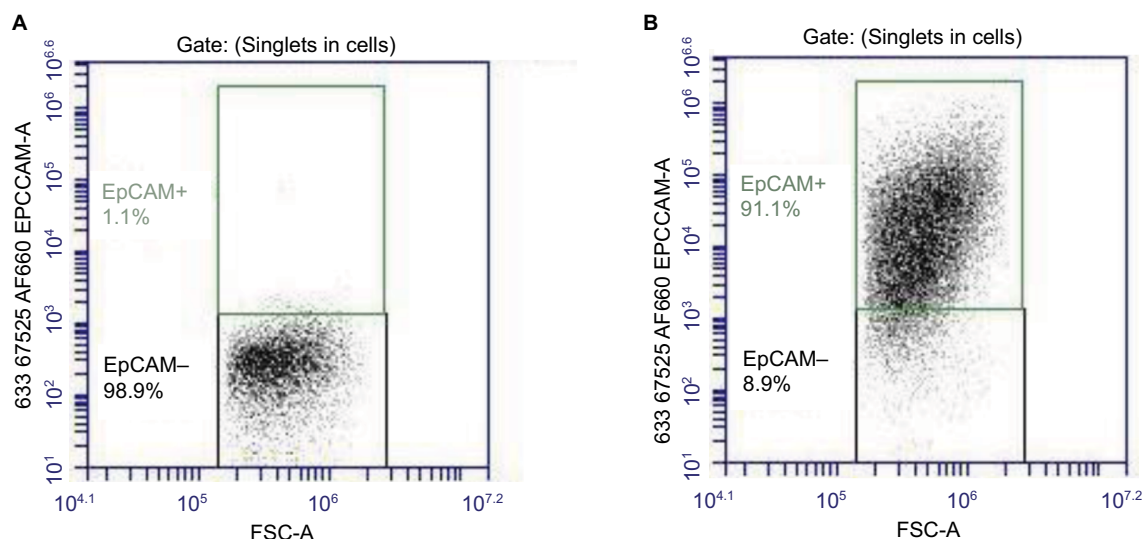 A
Gate: (Singlets in cells)
633 67525 AF660 EPCCAM-A
10^6.6
10^6
10^5
10^4
10^3
10^2
10^1
EpCAM+
1.1%
EpCAM–
98.9%
10^4.1
10^5
10^6
10^7.2
FSC-A
B
Gate: (Singlets in cells)
633 67525 AF660 EPCCAM-A
10^6.6
10^6
10^5
10^4
10^3
10^2
10^1
EpCAM+
91.1%
EpCAM–
8.9%
10^4.1
10^5
10^6
10^7.2
FSC-A